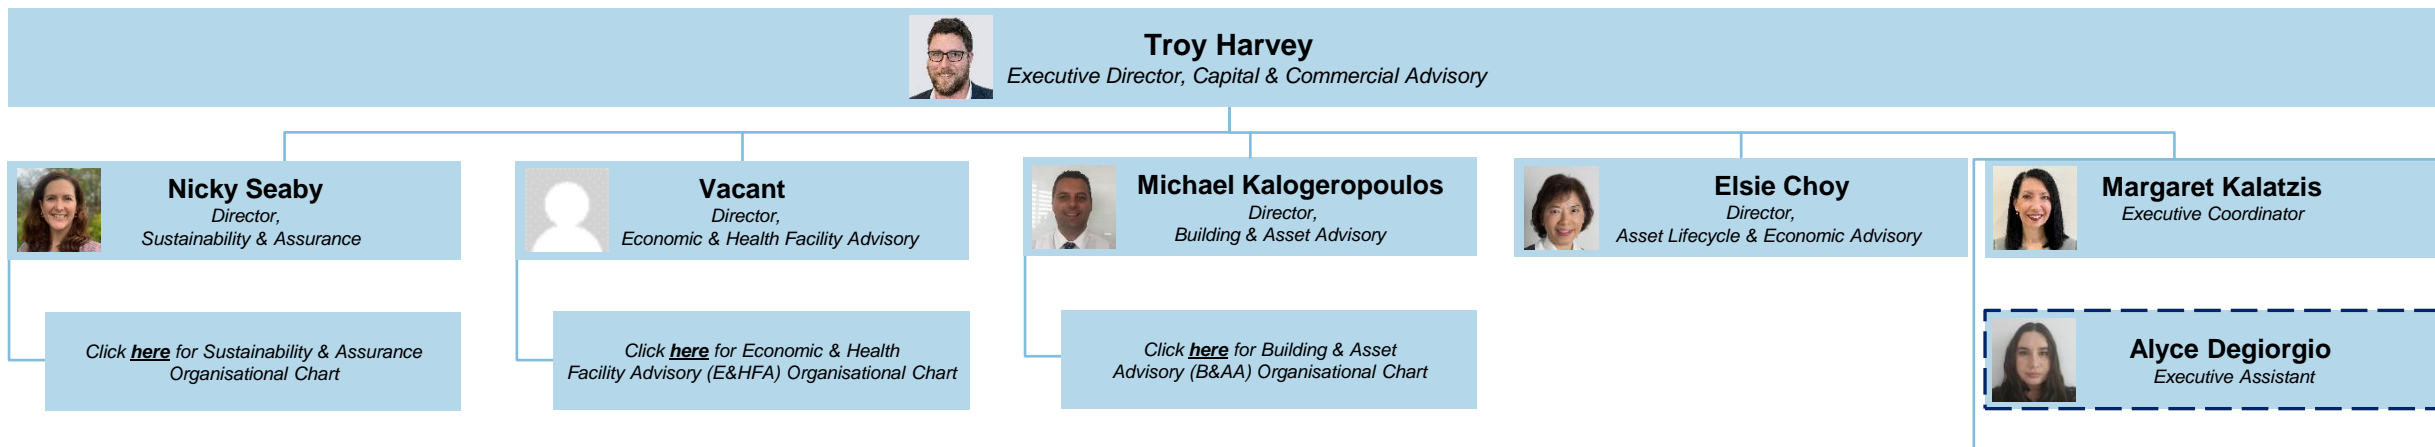 Troy Harvey
Executive Director, Capital & Commercial Advisory
Nicky Seaby
Director,
Sustainability & Assurance
Vacant
Director,
Economic & Health Facility Advisory
Michael Kalogeropoulos
Director,
Building & Asset Advisory
Elsie Choy
Director,
Asset Lifecycle & Economic Advisory
Margaret Kalatzis
Executive Coordinator
Click here for Sustainability & Assurance
Organisational Chart
Click here for Economic & Health
Facility Advisory (E&HFA) Organisational Chart
Click here for Building & Asset
Advisory (B&AA) Organisational Chart
Alyce Degiorgio
Executive Assistant